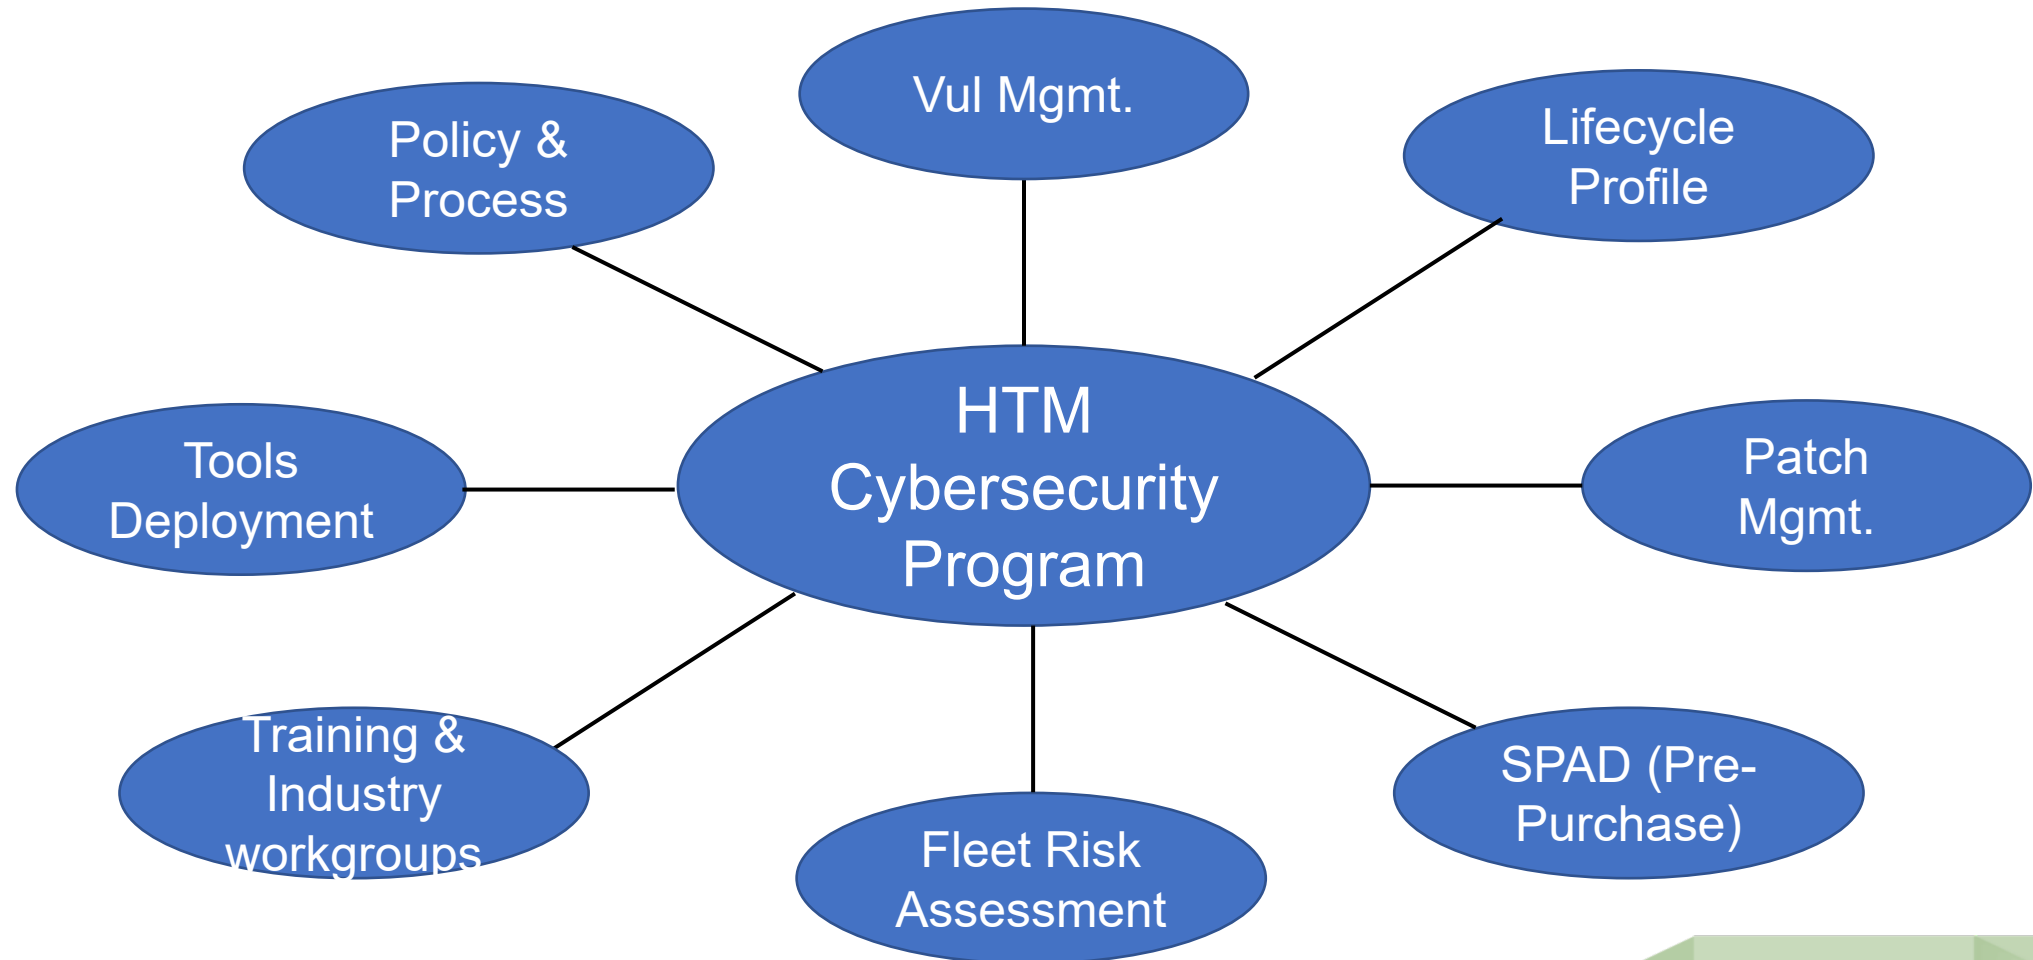 Vul Mgmt.
Policy &
Process
Lifecycle
Profile
HTM
Cybersecurity
Program
Tools
Deployment
Patch
Mgmt.
Training &
Industry
workgroups
SPAD (Pre-
Purchase)
Fleet Risk
Assessment